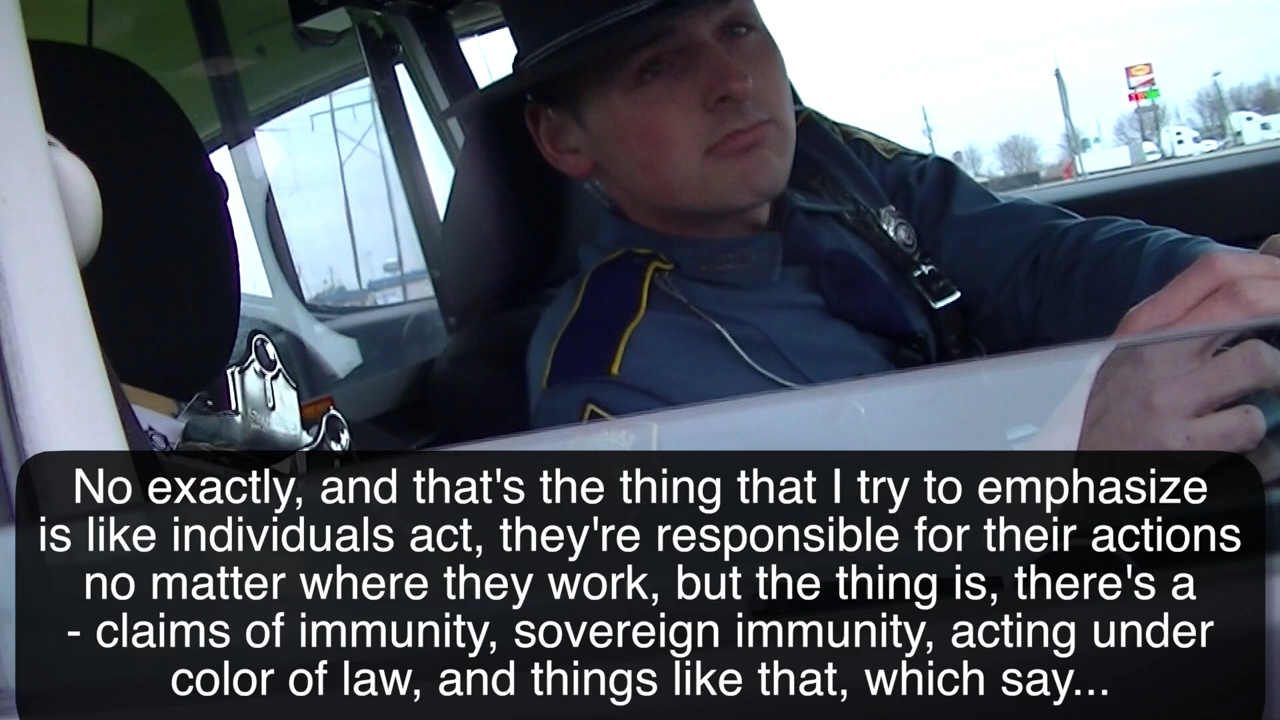 No exactly, and that's the thing that I try to emphasize
is like individuals act, they're responsible for their actions
no matter where they work, but the thing is, there's a
- claims of immunity, sovereign immunity, acting under
color of law, and things like that, which say...